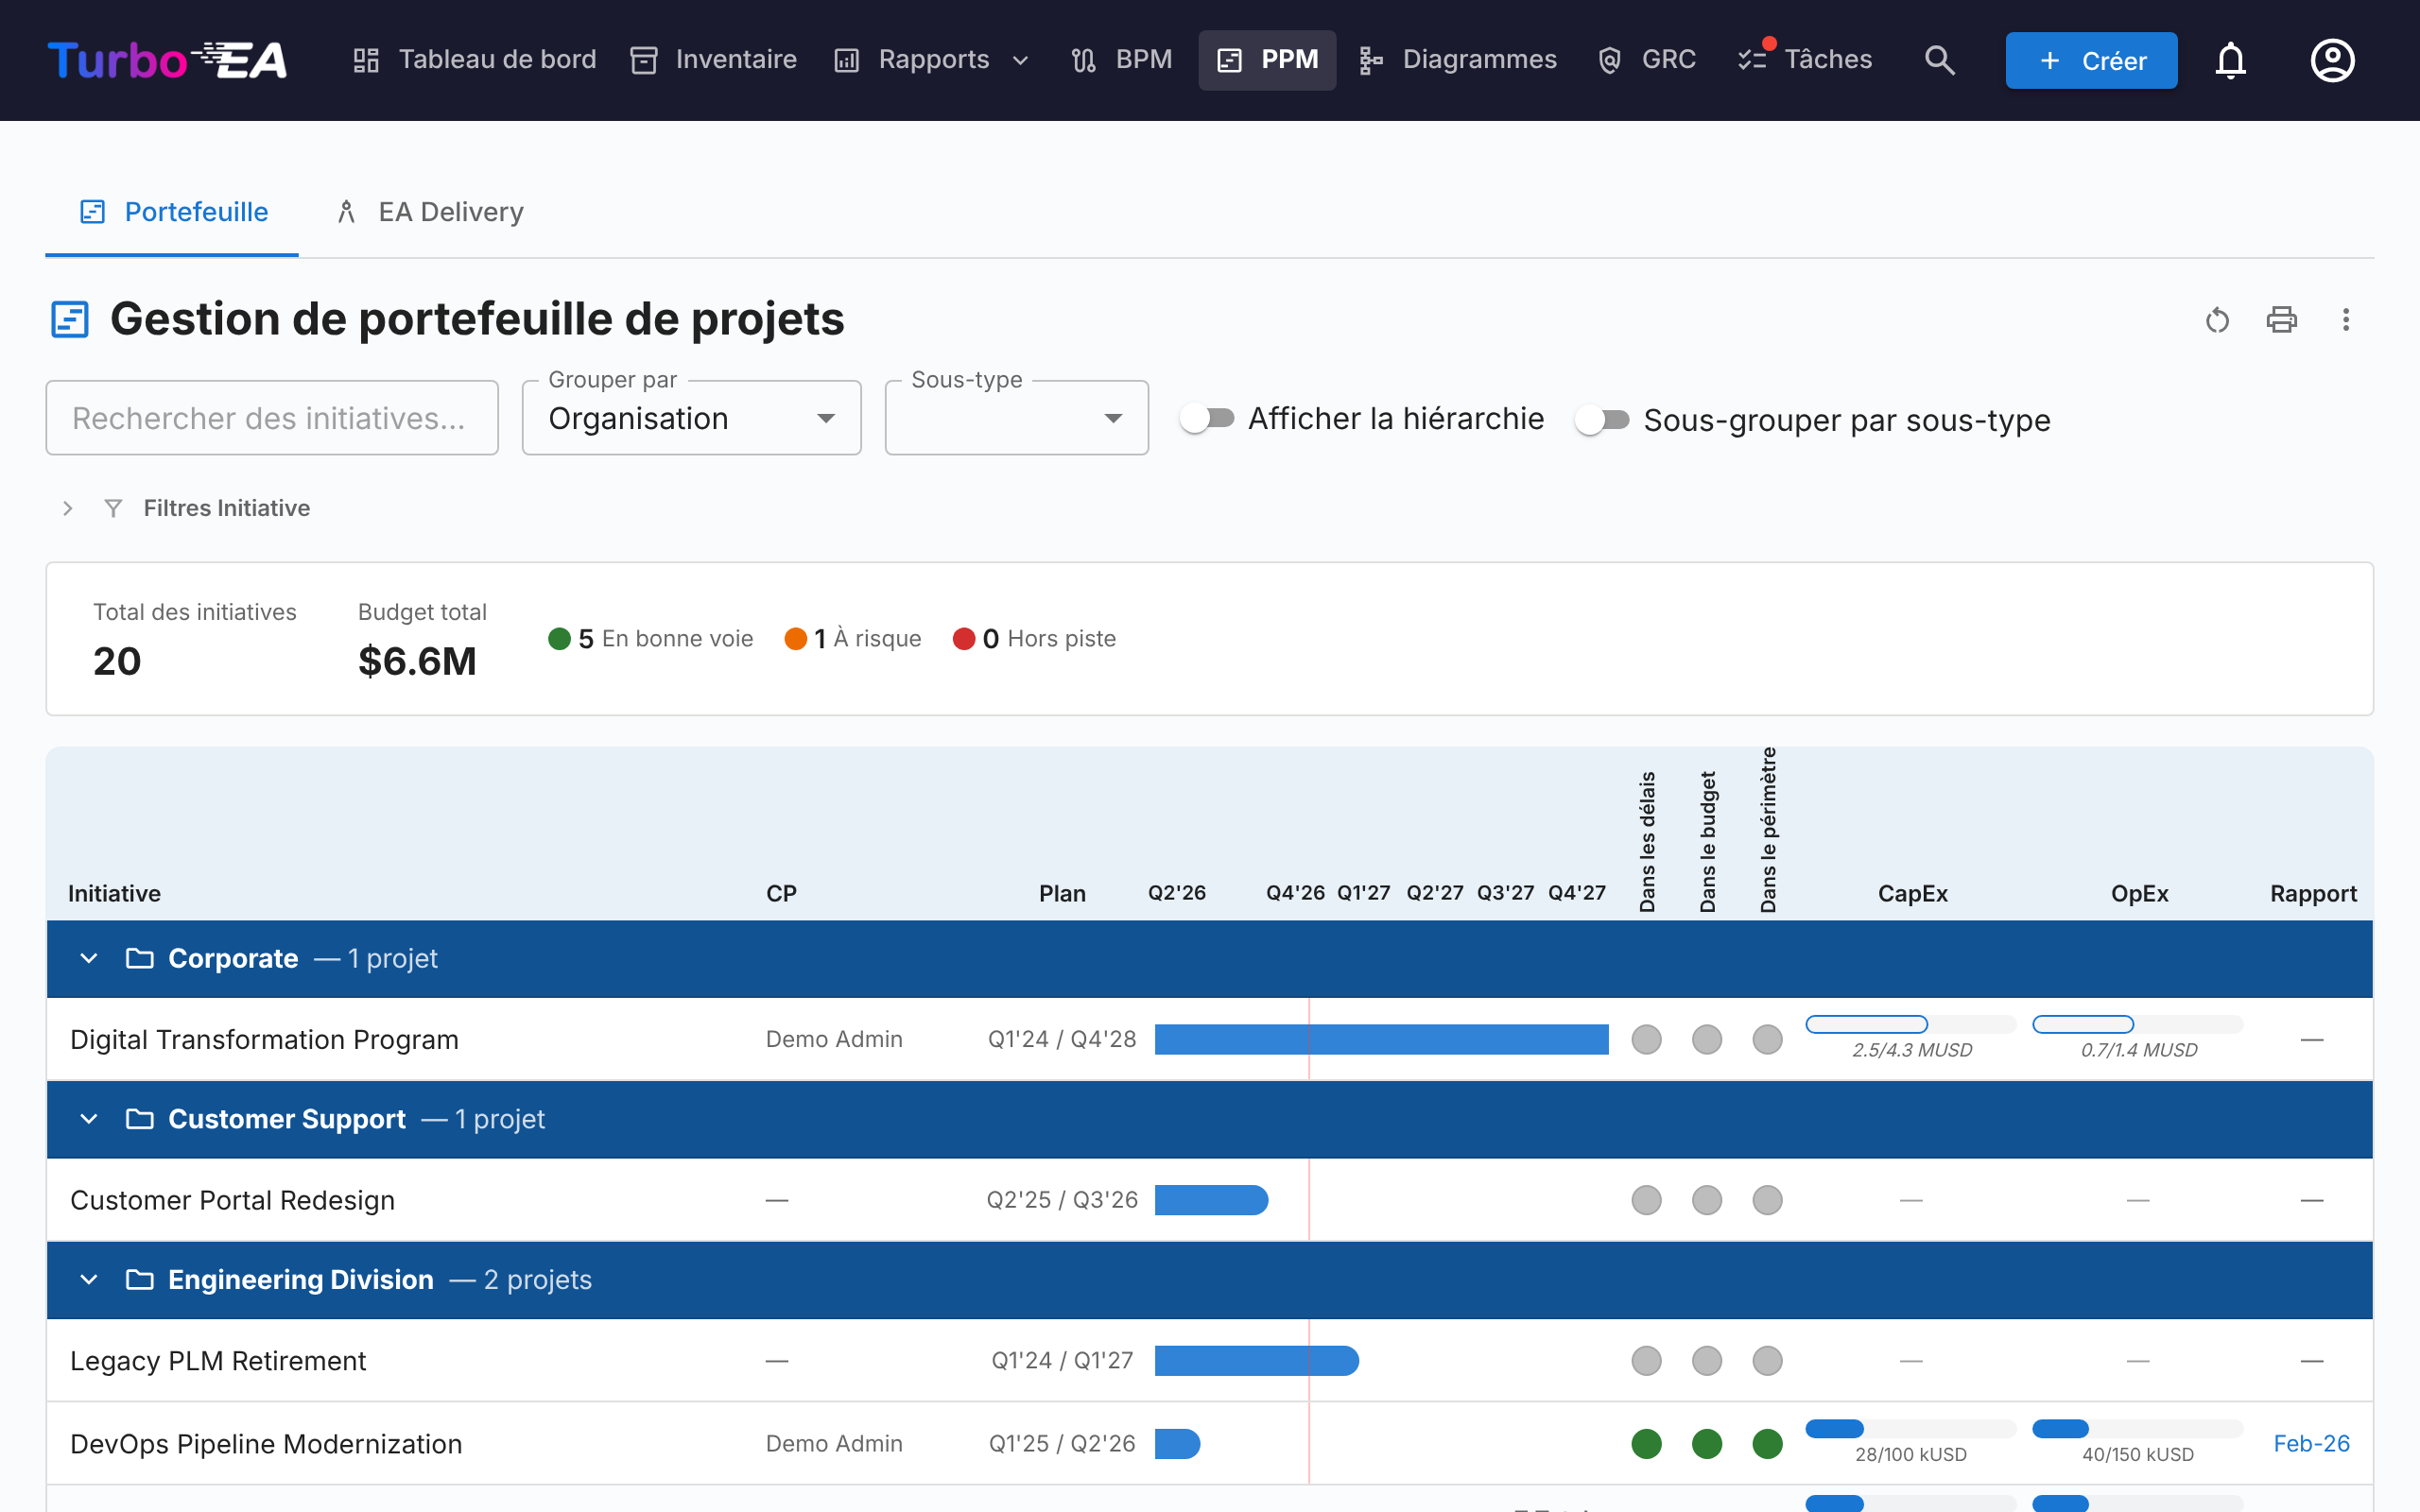 Turbo EA
Tableau de bord
Inventaire
Rapports
BPM
PPM
Diagrammes
GRC
Tâches
+ Créer
Portefeuille
EA Delivery
Gestion de portefeuille de projets
Rechercher des initiatives...
Grouper par
Organisation
Sous-type
Afficher la hiérarchie
Sous-grouper par sous-type
Filtres Initiative
Total des initiatives
20
Budget total
$6.6M
5 En bonne voie
1 À risque
0 Hors piste
Initiative
CP
Plan
Q2'26
Q4'26
Q1'27
Q2'27
Q3'27
Q4'27
Dans les délais
Dans le budget
Dans le périmètre
CapEx
OpEx
Rapport
Corporate — 1 projet
Digital Transformation Program
Demo Admin
Q1'24 / Q4'28
2.5/4.3 MUSD
0.7/1.4 MUSD
—
Customer Support — 1 projet
Customer Portal Redesign
—
Q2'25 / Q3'26
—
—
—
Engineering Division — 2 projets
Legacy PLM Retirement
—
Q1'24 / Q1'27
—
—
—
DevOps Pipeline Modernization
Demo Admin
Q1'25 / Q2'26
28/100 kUSD
40/150 kUSD
Feb-26